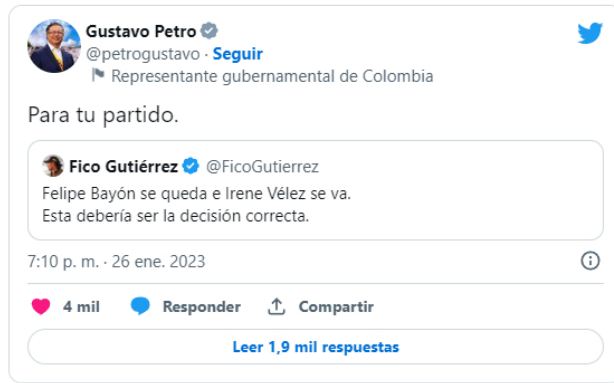 Gustavo Petro
@petrogustavo · Seguir
Representante gubernamental de Colombia
Para tu partido.
Fico Gutiérrez @FicoGutierrez
Felipe Bayón se queda e Irene Vélez se va.
Esta debería ser la decisión correcta.
7:10 p. m. · 26 ene. 2023
4 mil Responder Compartir
Leer 1,9 mil respuestas